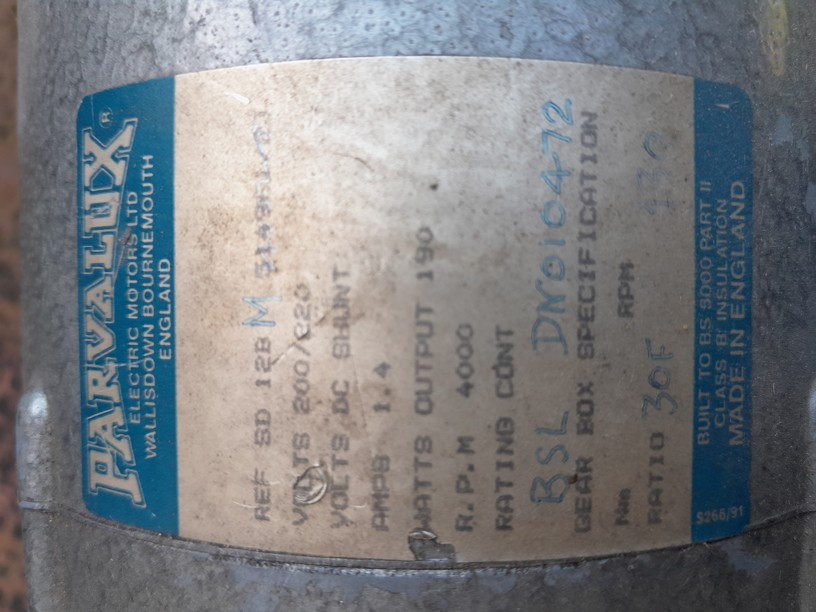 PARVALUX ®
ELECTRIC MOTORS LTD
WALLISDOWN BOURNEMOUTH
ENGLAND
REF SD 12B M
VOLTS 200/220
VOLTS DC SHUNT
AMPS 1.4
WATTS OUTPUT 190
R.P.M 4000
RATING CONT
BSL DN010472
GEAR BOX SPECIFICATION
Nm RPM
RATIO 30F
BUILT TO BS 5000 PART II
CLASS 'B' INSULATION
MADE IN ENGLAND
S266/91